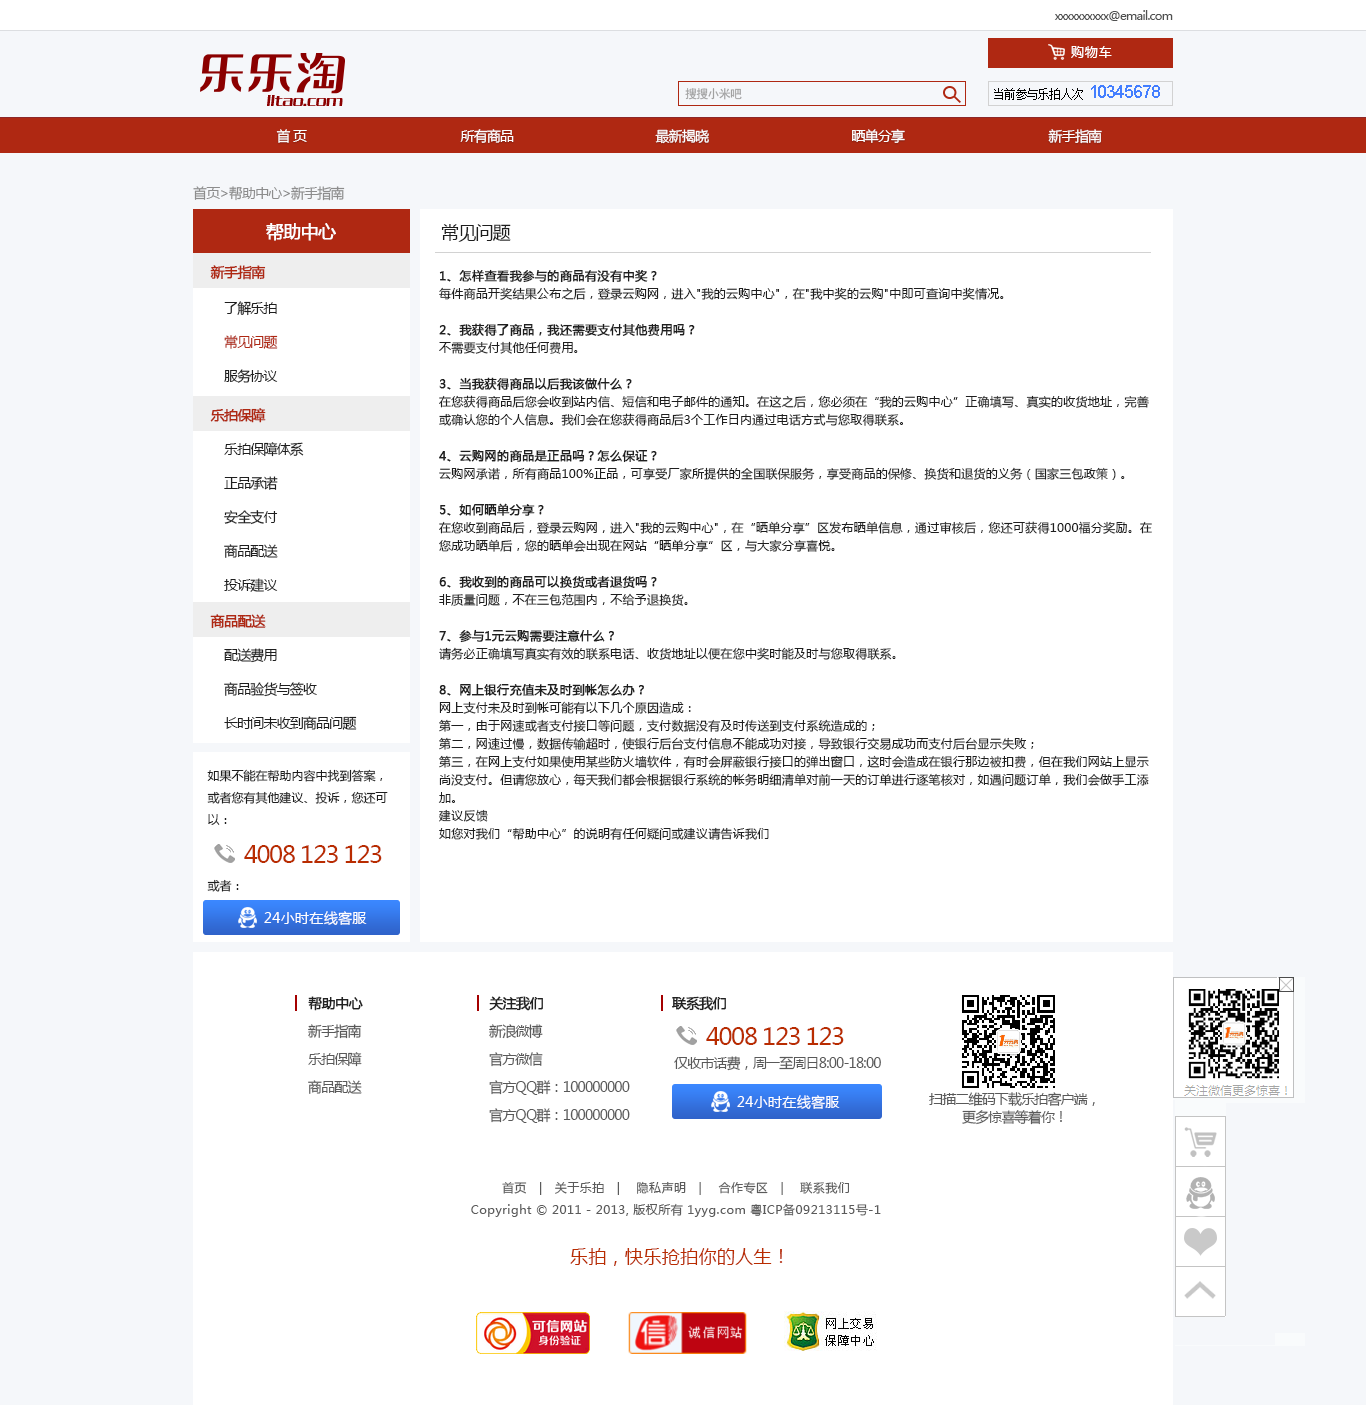 xxxxxxxxxx@email.com
乐乐淘
lltao.com
购物车
搜搜小米吧
当前参与乐拍人次 10345678
首 页 所有商品 最新揭晓 晒单分享 新手指南
首页>帮助中心>新手指南
帮助中心
新手指南
了解乐拍
常见问题
服务协议
乐拍保障
乐拍保障体系
正品承诺
安全支付
商品配送
投诉建议
商品配送
配送费用
商品验货与签收
长时间未收到商品问题
如果不能在帮助内容中找到答案，
或者您有其他建议、投诉，您还可
以：
4008 123 123
或者：
24小时在线客服
常见问题
1、怎样查看我参与的商品有没有中奖？
每件商品开奖结果公布之后，登录云购网，进入"我的云购中心"，在"我中奖的云购"中即可查询中奖情况。
2、我获得了商品，我还需要支付其他费用吗？
不需要支付其他任何费用。
3、当我获得商品以后我该做什么？
在您获得商品后您会收到站内信、短信和电子邮件的通知。在这之后，您必须在“我的云购中心”正确填写、真实的收货地址，完善
或确认您的个人信息。我们会在您获得商品后3个工作日内通过电话方式与您取得联系。
4、云购网的商品是正品吗？怎么保证？
云购网承诺，所有商品100%正品，可享受厂家所提供的全国联保服务，享受商品的保修、换货和退货的义务（国家三包政策）。
5、如何晒单分享？
在您收到商品后，登录云购网，进入"我的云购中心"，在“晒单分享”区发布晒单信息，通过审核后，您还可获得1000福分奖励。在
您成功晒单后，您的晒单会出现在网站“晒单分享“区，与大家分享喜悦。
6、我收到的商品可以换货或者退货吗？
非质量问题，不在三包范围内，不给予退换货。
7、参与1元云购需要注意什么？
请务必正确填写真实有效的联系电话、收货地址以便在您中奖时能及时与您取得联系。
8、网上银行充值未及时到帐怎么办？
网上支付未及时到帐可能有以下几个原因造成：
第一，由于网速或者支付接口等问题，支付数据没有及时传送到支付系统造成的；
第二，网速过慢，数据传输超时，使银行后台支付信息不能成功对接，导致银行交易成功而支付后台显示失败；
第三，在网上支付如果使用某些防火墙软件，有时会屏蔽银行接口的弹出窗口，这时会造成在银行那边被扣费，但在我们网站上显示
尚没支付。但请您放心，每天我们都会根据银行系统的帐务明细清单对前一天的订单进行逐笔核对，如遇问题订单，我们会做手工添
加。
建议反馈
如您对我们“帮助中心”的说明有任何疑问或建议请告诉我们
帮助中心
新手指南
乐拍保障
商品配送
关注我们
新浪微博
官方微信
官方QQ群：100000000
官方QQ群：100000000
联系我们
4008 123 123
仅收市话费，周一至周日8:00-18:00
24小时在线客服
扫描二维码下载乐拍客户端，
更多惊喜等着你！
关注微信更多惊喜！
首页 | 关于乐拍 | 隐私声明 | 合作专区 | 联系我们
Copyright © 2011 - 2013, 版权所有 1yyg.com 粤ICP备09213115号-1
乐拍，快乐抢拍你的人生！
可信网站
身份验证
信 诚信网站
网上交易
保障中心